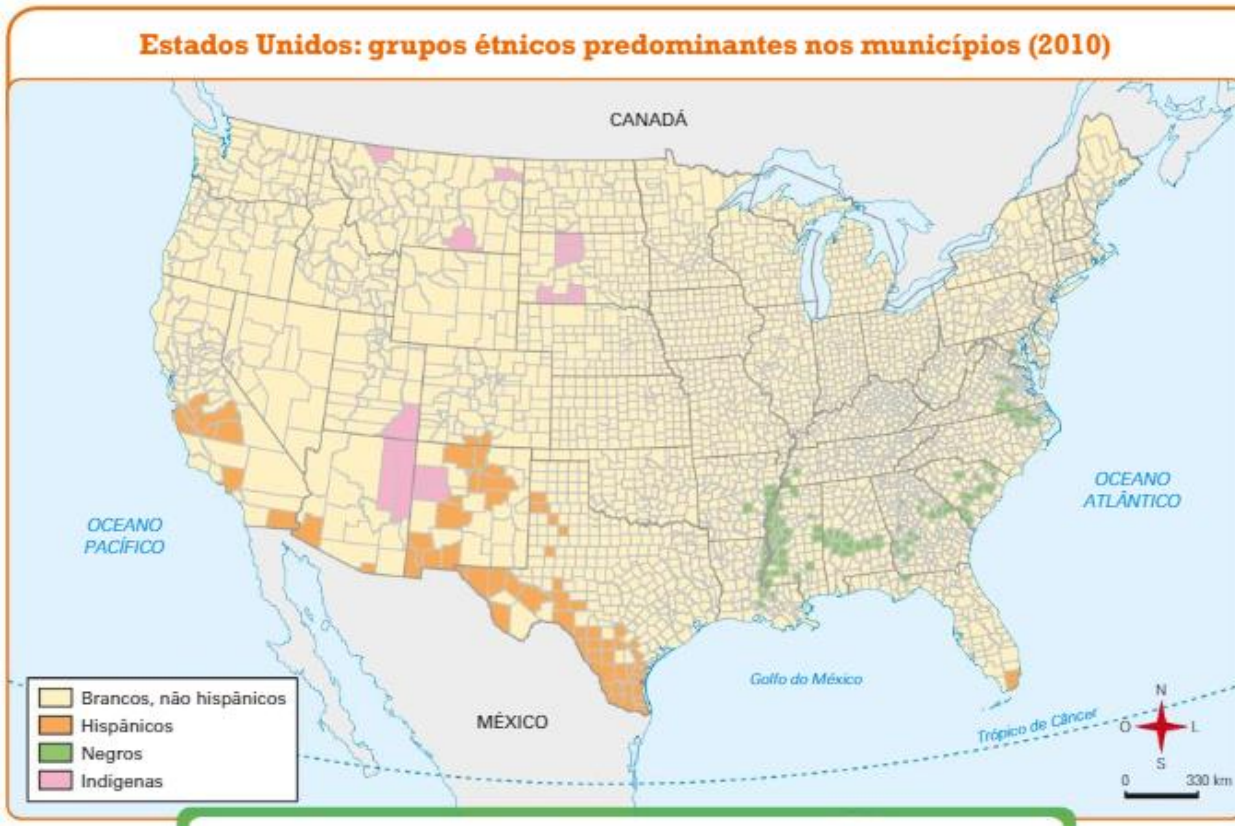 Estados Unidos: grupos étnicos predominantes nos municípios (2010)
CANADÁ
OCEANO
PACÍFICO
OCEANO
ATLÂNTICO
Golfo do México
MÉXICO
Trópico de Câncer
Brancos, não hispânicos
Hispânicos
Negros
Indígenas
N
O
L
S
0 330 km